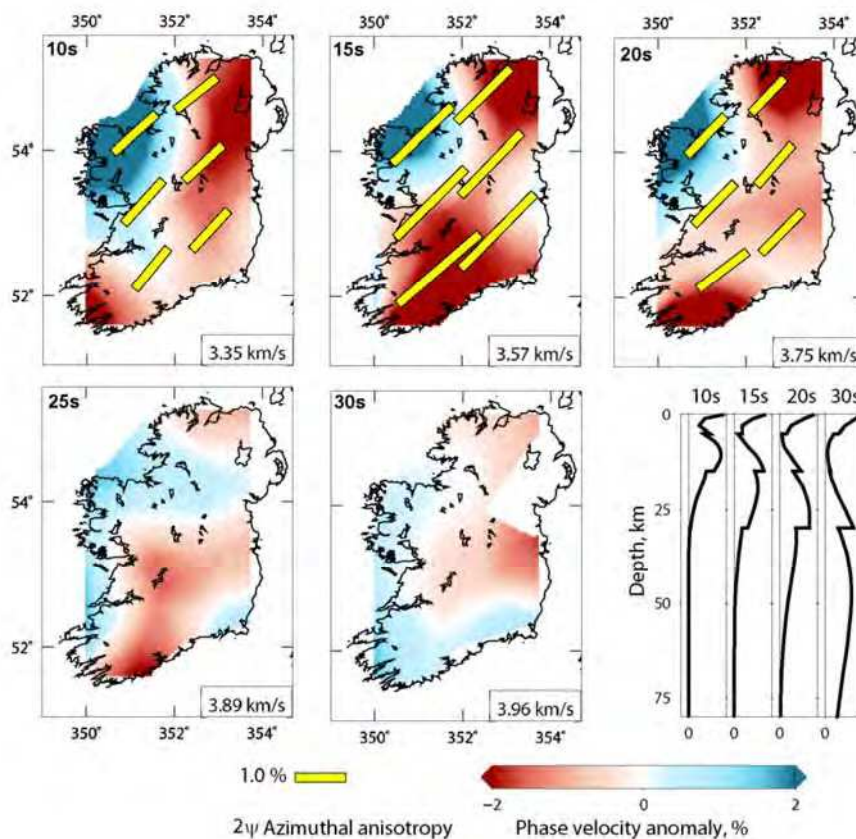 350˚ 352˚ 354˚ 350˚ 352˚ 354˚ 350˚ 352˚ 354˚
10s 15s 20s
54˚
52˚
3.35 km/s 3.57 km/s 3.75 km/s
25s 30s 10s 15s 20s 30s
0
54˚ 25
Depth, km
50
52˚
75
3.89 km/s 3.96 km/s
350˚ 352˚ 354˚ 350˚ 352˚ 354˚ 0 0 0 0
1.0 %
−2 0 2
2ψ Azimuthal anisotropy Phase velocity anomaly, %